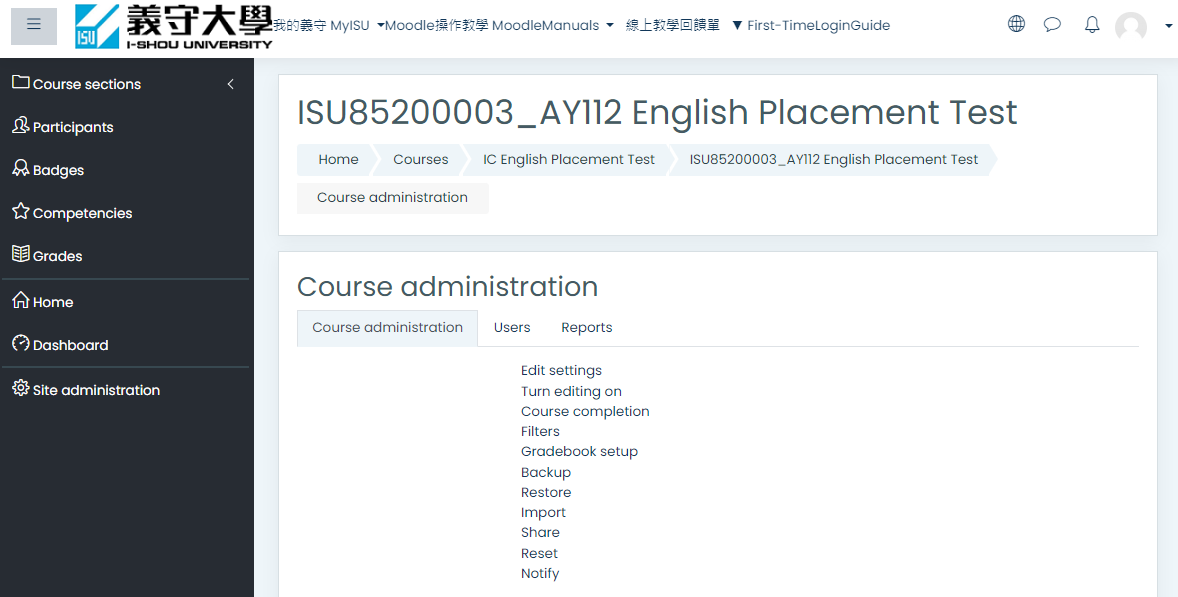 義守大學
ISU
I-SHOU UNIVERSITY
我的義守 MyISU Moodle操作教學 MoodleManuals 線上教學回饋單 ▼ First-TimeLoginGuide
Course sections
Participants
Badges
Competencies
Grades
Home
Dashboard
Site administration
ISU85200003_AY112 English Placement Test
Home Courses IC English Placement Test ISU85200003_AY112 English Placement Test
Course administration
Course administration
Course administration Users Reports
Edit settings
Turn editing on
Course completion
Filters
Gradebook setup
Backup
Restore
Import
Share
Reset
Notify